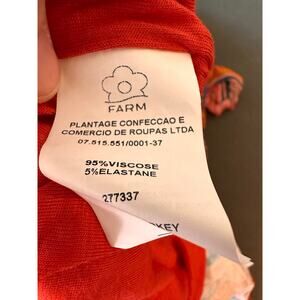 FARM
PLANTAGE CONFECCAO E
COMERCIO DE ROUPAS LTDA
07.515.551/0001-37
95%VISCOSE
5%ELASTANE
277337